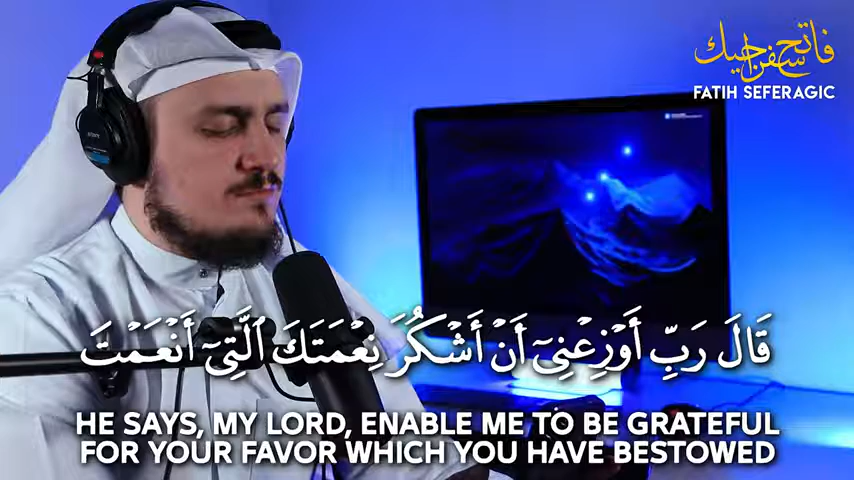 فاتح سفراجيك
FATIH SEFERAGIC
SONY
قَالَ رَبِّ أَوْزِعْنِىٓ أَنْ أَشْكُرَ نِعْمَتَكَ ٱلَّتِىٓ أَنْعَمْتَ
HE SAYS, MY LORD, ENABLE ME TO BE GRATEFUL
FOR YOUR FAVOR WHICH YOU HAVE BESTOWED